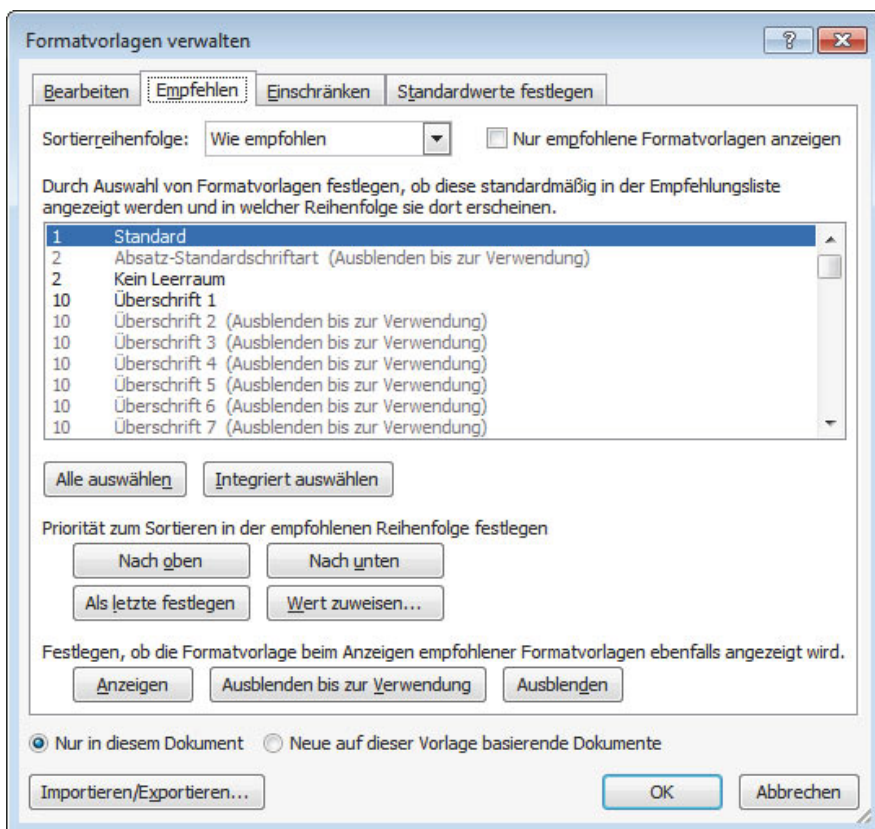 Formatvorlagen verwalten
Bearbeiten Empfehlen Einschränken Standardwerte festlegen
Sortierreihenfolge: Wie empfohlen Nur empfohlene Formatvorlagen anzeigen
Durch Auswahl von Formatvorlagen festlegen, ob diese standardmäßig in der Empfehlungsliste
angezeigt werden und in welcher Reihenfolge sie dort erscheinen.
1 Standard
2 Absatz-Standardschriftart (Ausblenden bis zur Verwendung)
2 Kein Leerraum
10 Überschrift 1
10 Überschrift 2 (Ausblenden bis zur Verwendung)
10 Überschrift 3 (Ausblenden bis zur Verwendung)
10 Überschrift 4 (Ausblenden bis zur Verwendung)
10 Überschrift 5 (Ausblenden bis zur Verwendung)
10 Überschrift 6 (Ausblenden bis zur Verwendung)
10 Überschrift 7 (Ausblenden bis zur Verwendung)
Alle auswählen Integriert auswählen
Priorität zum Sortieren in der empfohlenen Reihenfolge festlegen
Nach oben Nach unten
Als letzte festlegen Wert zuweisen...
Festlegen, ob die Formatvorlage beim Anzeigen empfohlener Formatvorlagen ebenfalls angezeigt wird.
Anzeigen Ausblenden bis zur Verwendung Ausblenden
Nur in diesem Dokument Neue auf dieser Vorlage basierende Dokumente
Importieren/Exportieren... OK Abbrechen